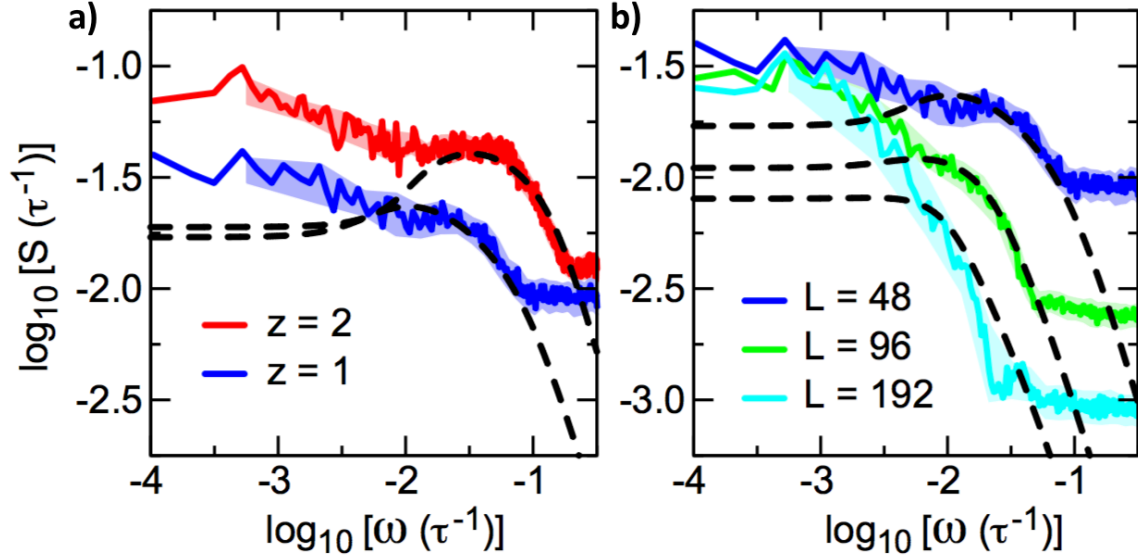 a)
log₁₀ [S (τ⁻¹)]
-1.0
-1.5
-2.0
-2.5
z = 2
z = 1
-4 -3 -2 -1
log₁₀ [ω (τ⁻¹)]
b)
-1.5
-2.0
-2.5
-3.0
L = 48
L = 96
L = 192
-4 -3 -2 -1
log₁₀ [ω (τ⁻¹)]